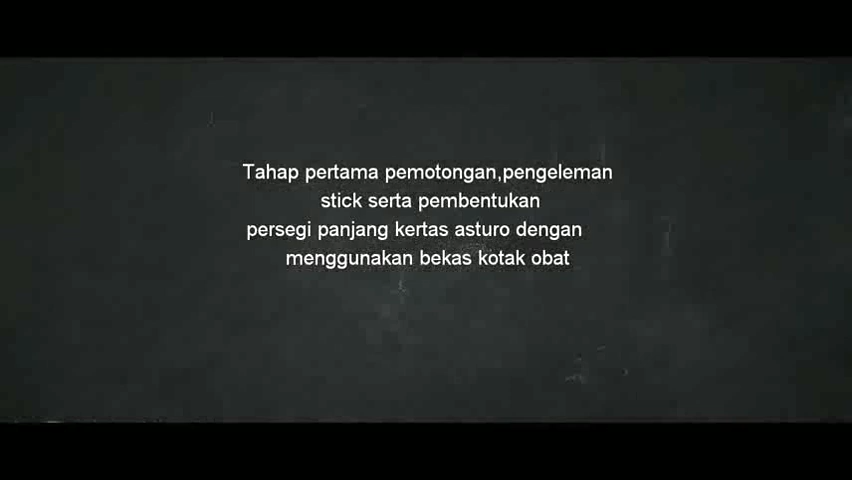 Tahap pertama pemotongan,pengeleman
stick serta pembentukan
persegi panjang kertas asturo dengan
menggunakan bekas kotak obat